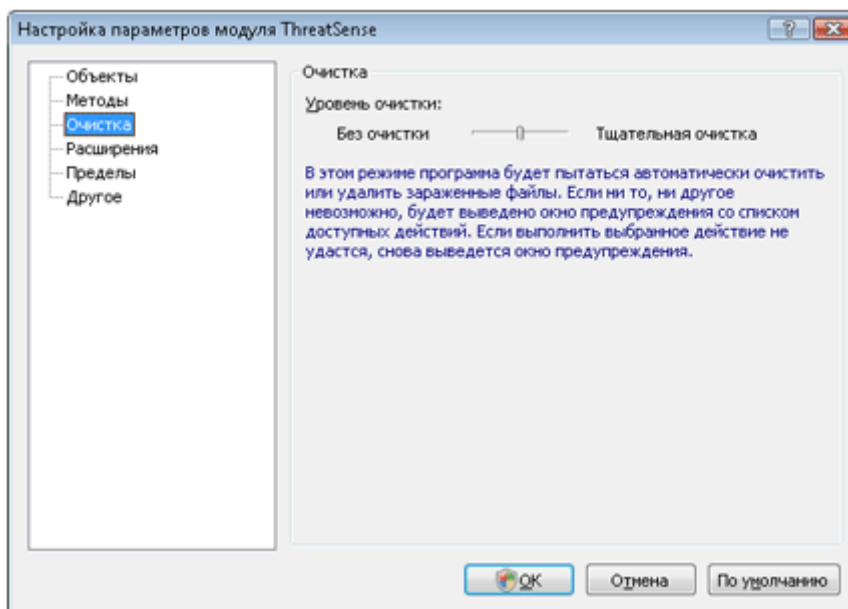 Настройка параметров модуля ThreatSense
Объекты
Методы
Очистка
Расширения
Пределы
Другое
Очистка
Уровень очистки:
Без очистки
Тщательная очистка
В этом режиме программа будет пытаться автоматически очистить
или удалить зараженные файлы. Если ни то, ни другое
невозможно, будет выведено окно предупреждения со списком
доступных действий. Если выполнить выбранное действие не
удастся, снова выведется окно предупреждения.
OK
Отмена
По умолчанию